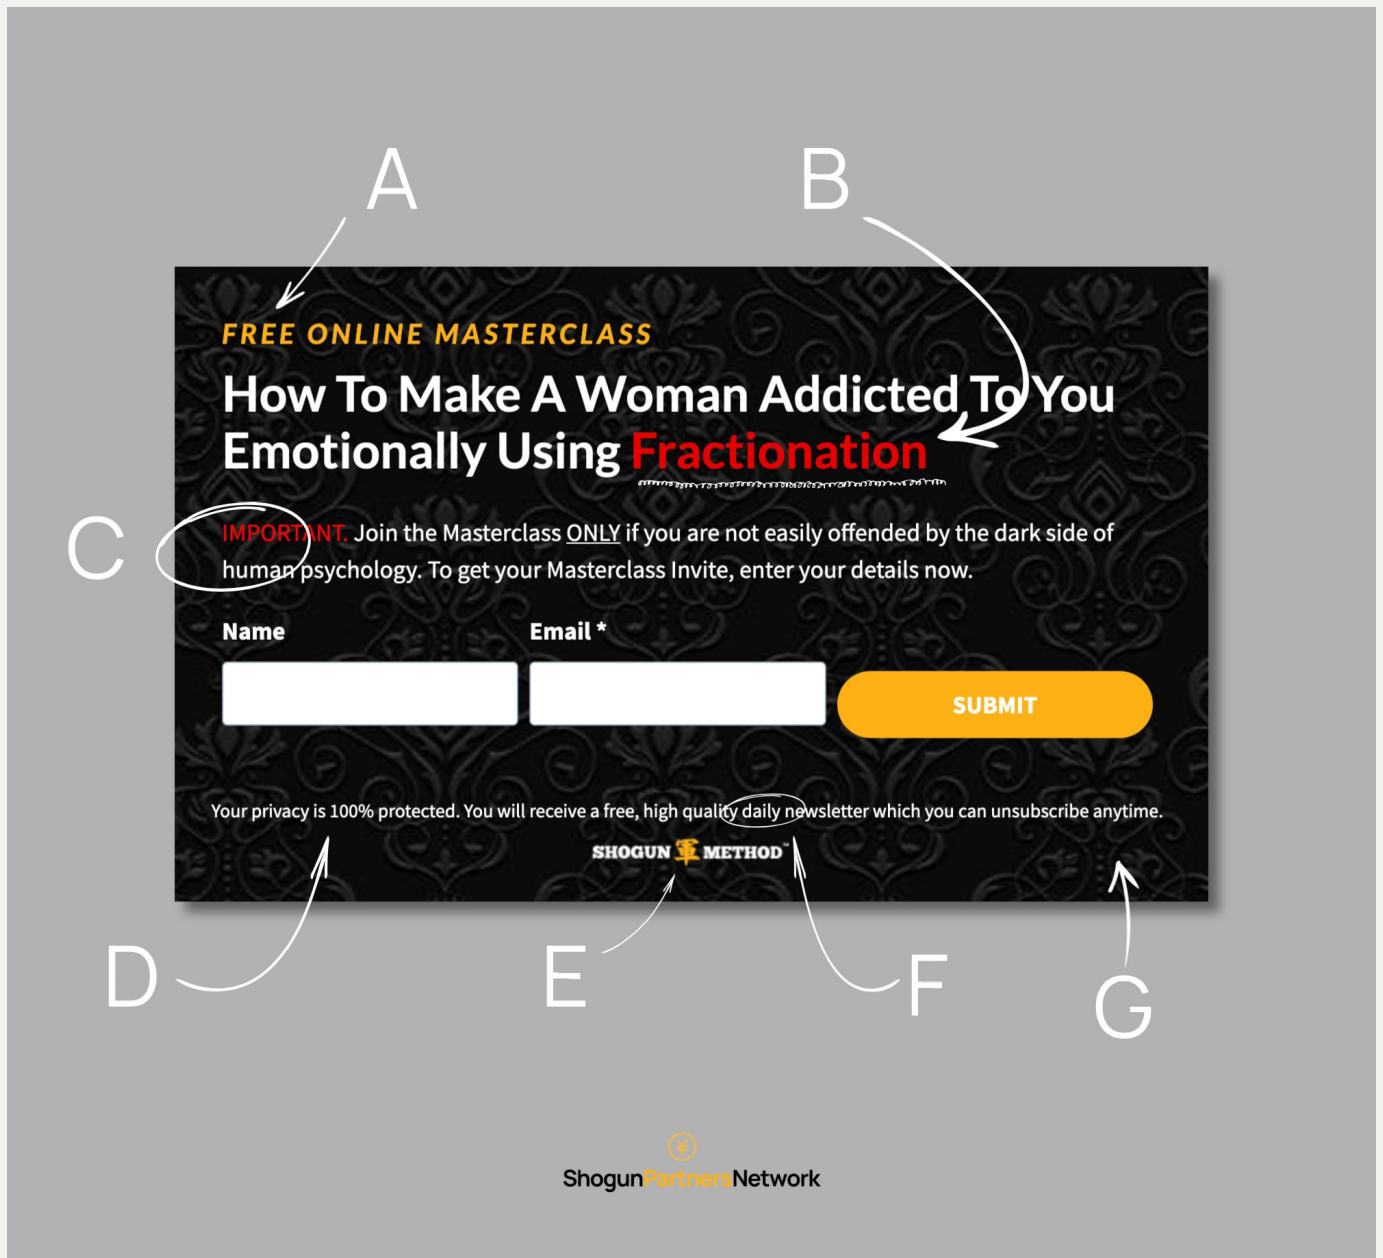 A
B
FREE ONLINE MASTERCLASS
How To Make A Woman Addicted To You
Emotionally Using Fractionation
C
IMPORTANT. Join the Masterclass ONLY if you are not easily offended by the dark side of
human psychology. To get your Masterclass Invite, enter your details now.
Name
Email *
SUBMIT
Your privacy is 100% protected. You will receive a free, high quality daily newsletter which you can unsubscribe anytime.
SHOGUN 軍 METHOD™
D
E
F
G
¥
ShogunPartnersNetwork